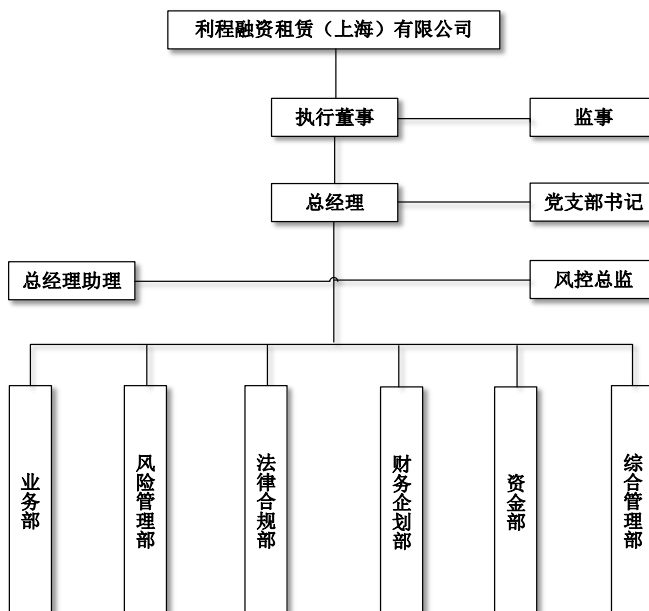 利程融资租赁（上海）有限公司
执行董事
监事
总经理
党支部书记
总经理助理
风控总监
业务部
风险管理部
法律合规部
财务企划部
资金部
综合管理部